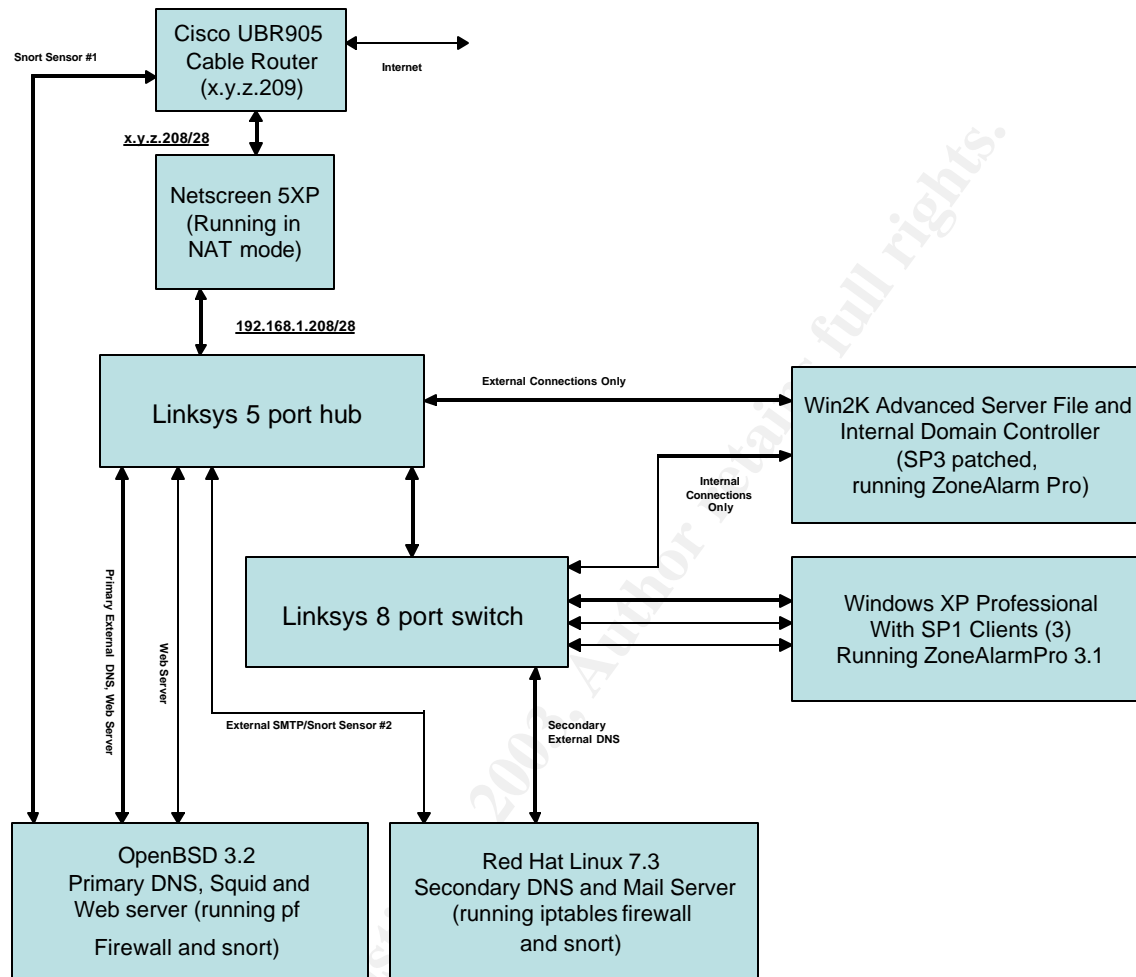 Cisco UBR905
Cable Router
(x.y.z.209)
Snort Sensor #1
Internet
x.y.z.208/28
Netscreen 5XP
(Running in
NAT mode)
192.168.1.208/28
Linksys 5 port hub
External Connections Only
Win2K Advanced Server File and
Internal Domain Controller
(SP3 patched,
running ZoneAlarm Pro)
Internal
Connections
Only
Linksys 8 port switch
Windows XP Professional
With SP1 Clients (3)
Running ZoneAlarmPro 3.1
Primary External
DNS, Web Server
Web Server
External SMTP/Snort Sensor #2
Secondary
External DNS
OpenBSD 3.2
Primary DNS, Squid and
Web server (running pf
Firewall and snort)
Red Hat Linux 7.3
Secondary DNS and Mail Server
(running iptables firewall
and snort)
2003, Author retains full rights.